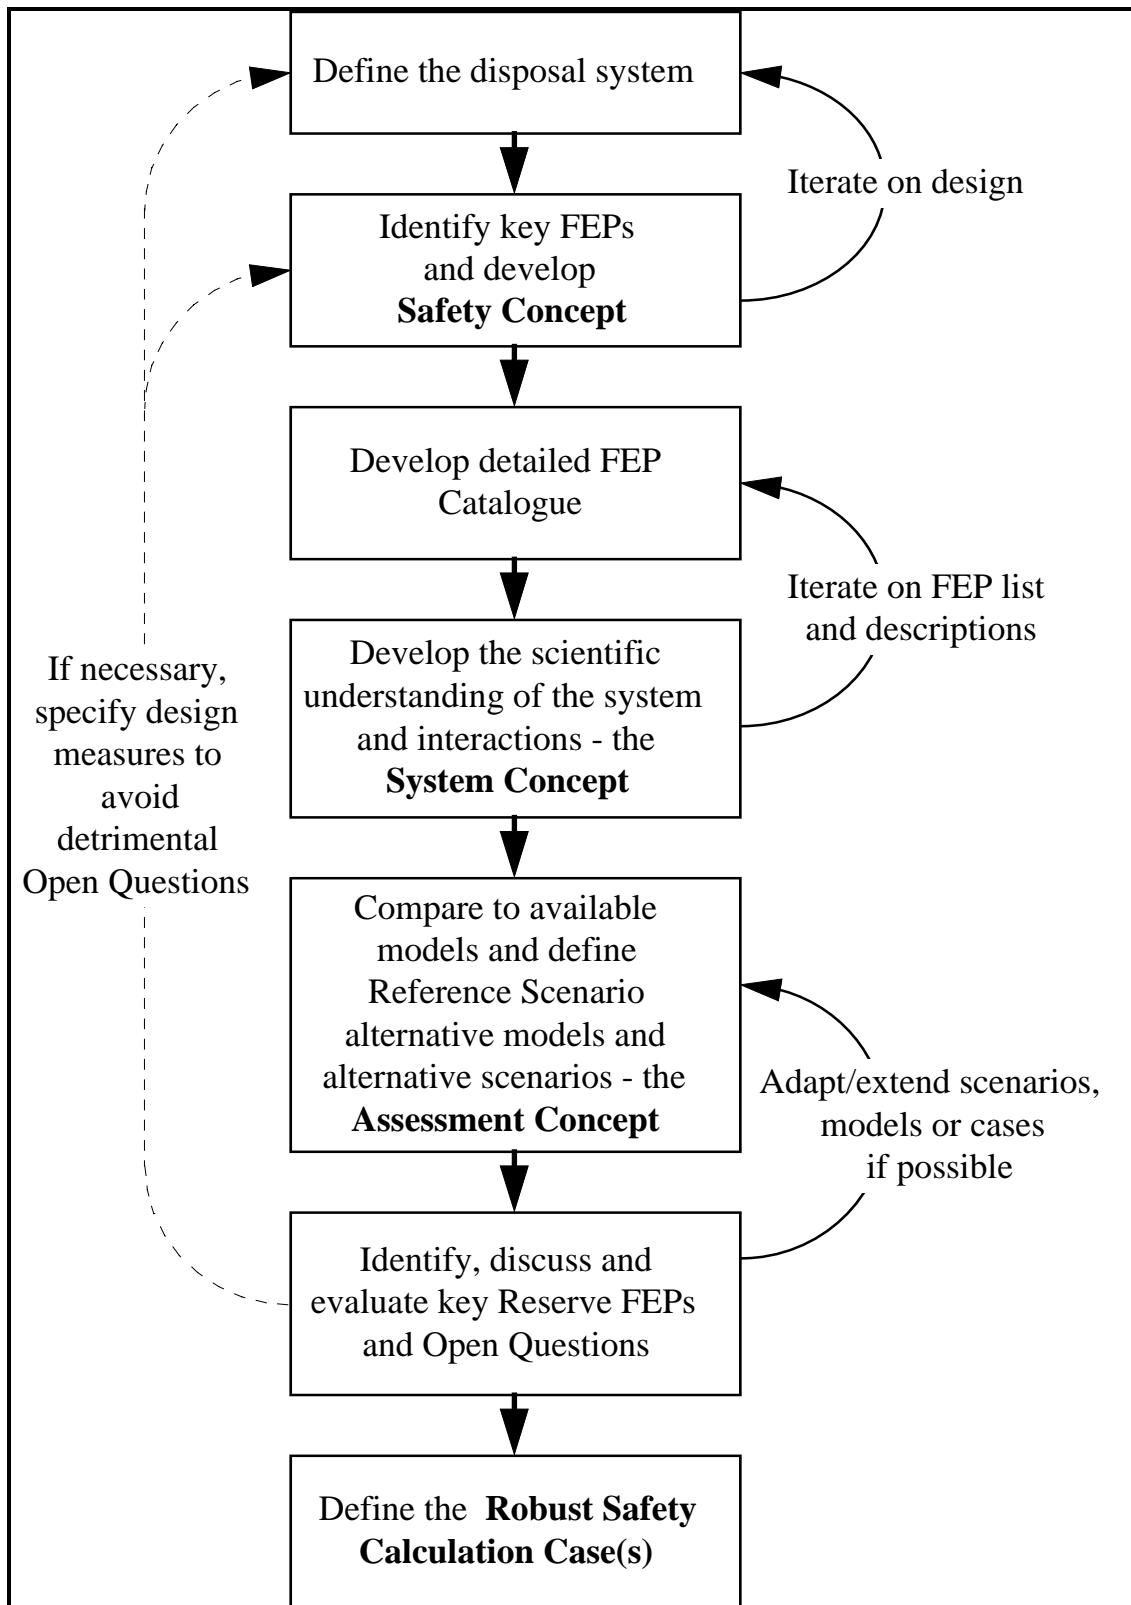 Define the disposal system
Iterate on design
Identify key FEPs
and develop
Safety Concept
Develop detailed FEP
Catalogue
Iterate on FEP list
and descriptions
Develop the scientific
understanding of the system
and interactions - the
System Concept
If necessary,
specify design
measures to
avoid
detrimental
Open Questions
Compare to available
models and define
Reference Scenario
alternative models and
alternative scenarios - the
Assessment Concept
Adapt/extend scenarios,
models or cases
if possible
Identify, discuss and
evaluate key Reserve FEPs
and Open Questions
Define the Robust Safety
Calculation Case(s)